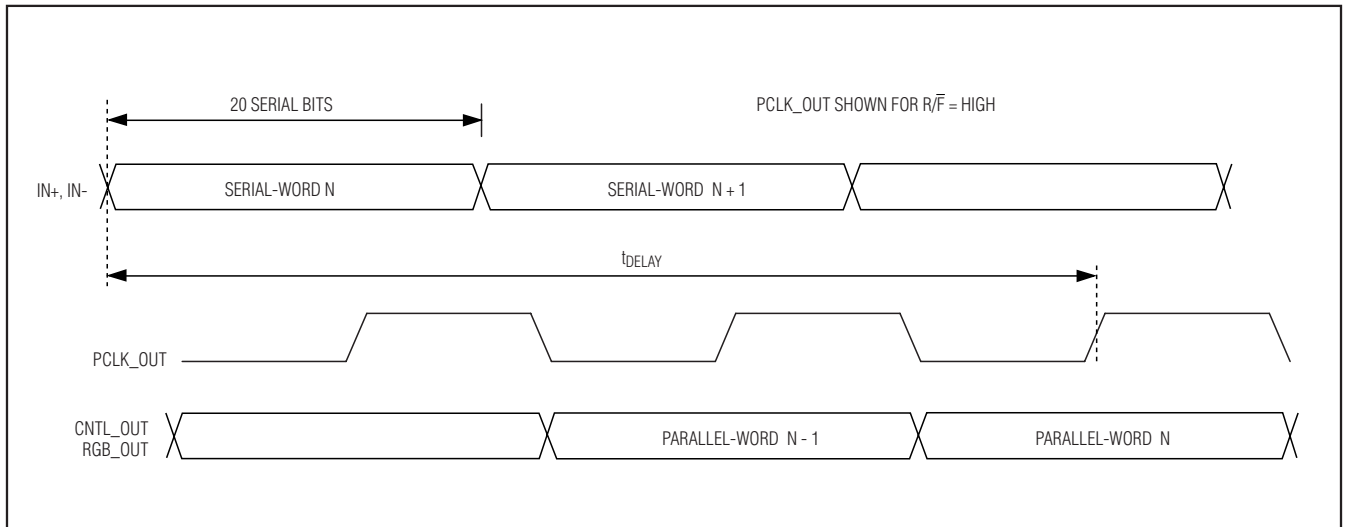 20 SERIAL BITS
PCLK_OUT SHOWN FOR R/F̅ = HIGH
IN+, IN-
SERIAL-WORD N
SERIAL-WORD N + 1
tDELAY
PCLK_OUT
CNTL_OUT
RGB_OUT
PARALLEL-WORD N - 1
PARALLEL-WORD N